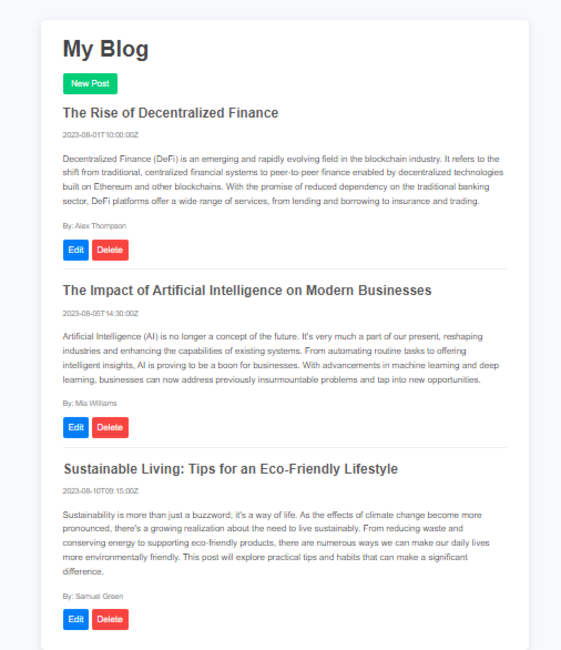 My Blog
New Post
The Rise of Decentralized Finance
2023-08-01T10:00:00Z
Decentralized Finance (DeFi) is an emerging and rapidly evolving field in the blockchain industry. It refers to the
shift from traditional, centralized financial systems to peer-to-peer finance enabled by decentralized technologies
built on Ethereum and other blockchains. With the promise of reduced dependency on the traditional banking
sector, DeFi platforms offer a wide range of services, from lending and borrowing to insurance and trading.
By: Alex Thompson
Edit Delete
The Impact of Artificial Intelligence on Modern Businesses
2023-08-05T14:30:00Z
Artificial Intelligence (AI) is no longer a concept of the future. It's very much a part of our present, reshaping
industries and enhancing the capabilities of existing systems. From automating routine tasks to offering
intelligent insights, AI is proving to be a boon for businesses. With advancements in machine learning and deep
learning, businesses can now address previously insurmountable problems and tap into new opportunities.
By: Mia Williams
Edit Delete
Sustainable Living: Tips for an Eco-Friendly Lifestyle
2023-08-10T09:15:00Z
Sustainability is more than just a buzzword; it's a way of life. As the effects of climate change become more
pronounced, there's a growing realization about the need to live sustainably. From reducing waste and
conserving energy to supporting eco-friendly products, there are numerous ways we can make our daily lives
more environmentally friendly. This post will explore practical tips and habits that can make a significant
difference.
By: Samuel Green
Edit Delete